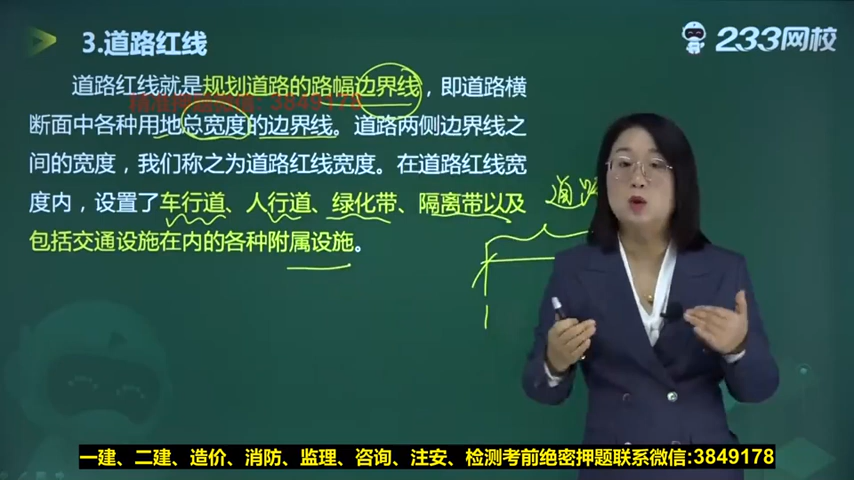 3.道路红线
233网校
道路红线就是规划道路的路幅边界线，即道路横
断面中各种用地总宽度的边界线。道路两侧边界线之
间的宽度，我们称之为道路红线宽度。在道路红线宽
度内，设置了车行道、人行道、绿化带、隔离带以及
包括交通设施在内的各种附属设施。
道路
一建、二建、造价、消防、监理、咨询、注安、检测考前绝密押题联系微信:3849178